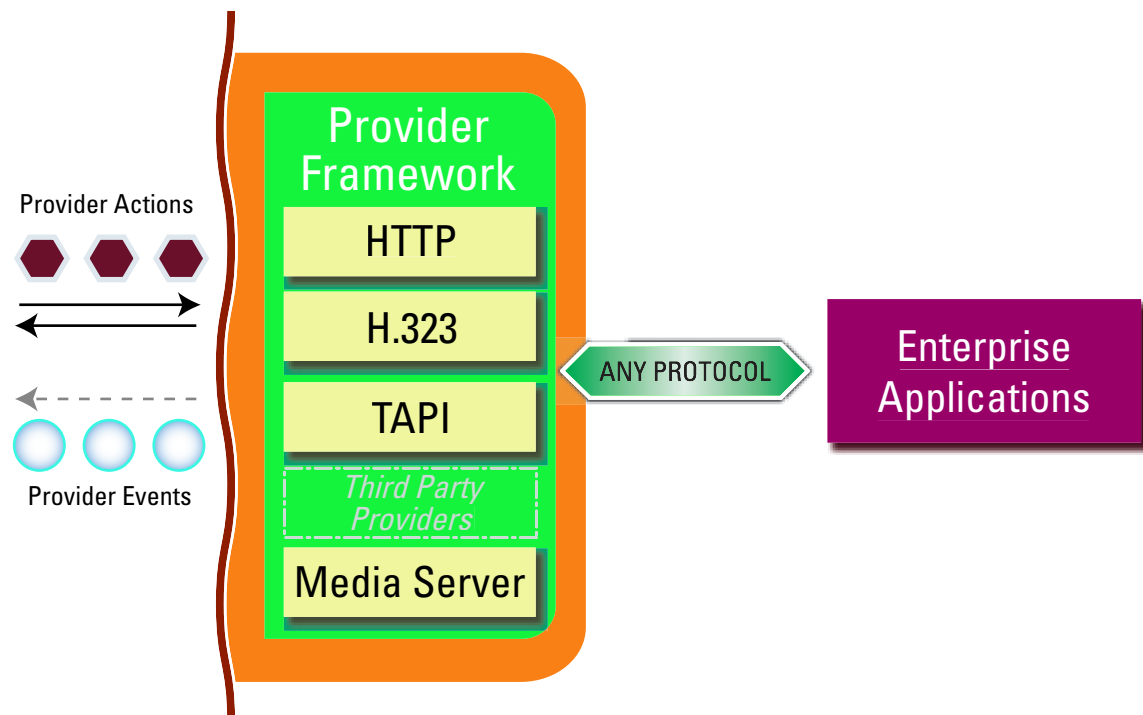 Provider
Framework
Provider Actions
HTTP
H.323
TAPI
Third Party
Providers
Media Server
Provider Events
ANY PROTOCOL
Enterprise
Applications